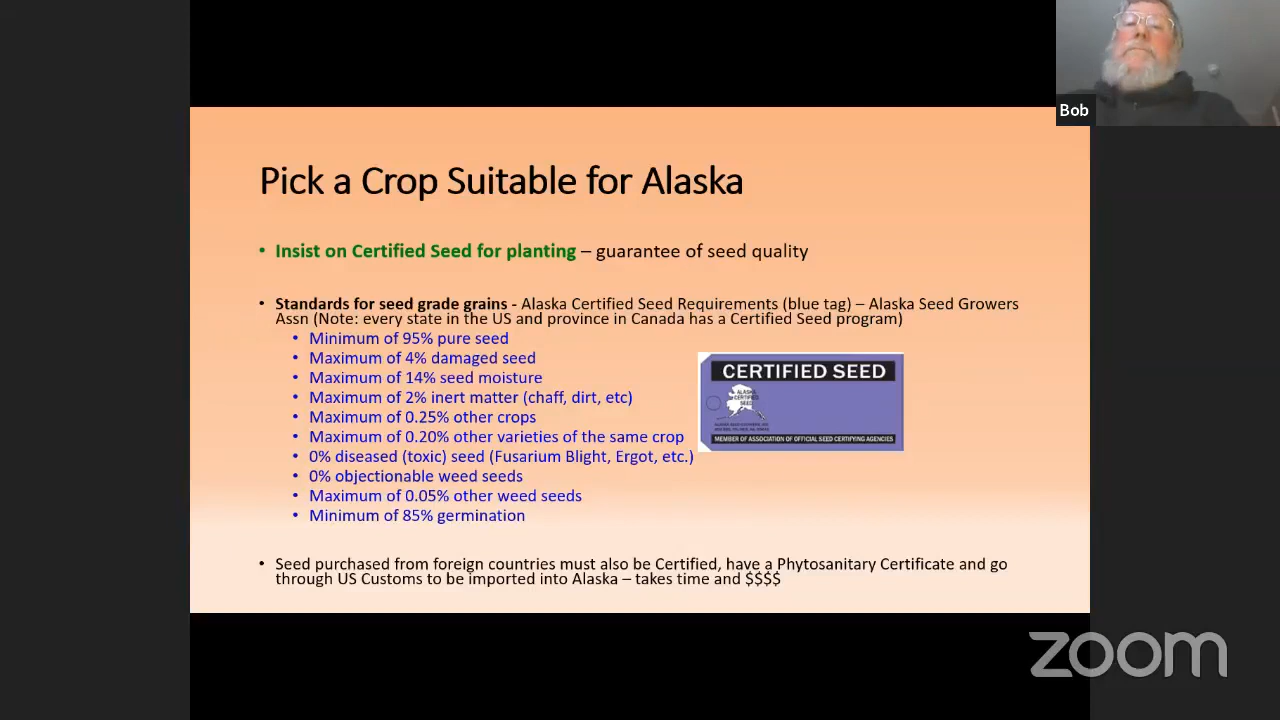 Bob
Pick a Crop Suitable for Alaska
• Insist on Certified Seed for planting – guarantee of seed quality
• Standards for seed grade grains - Alaska Certified Seed Requirements (blue tag) – Alaska Seed Growers
Assn (Note: every state in the US and province in Canada has a Certified Seed program)
• Minimum of 95% pure seed
• Maximum of 4% damaged seed
• Maximum of 14% seed moisture
• Maximum of 2% inert matter (chaff, dirt, etc)
• Maximum of 0.25% other crops
• Maximum of 0.20% other varieties of the same crop
• 0% diseased (toxic) seed (Fusarium Blight, Ergot, etc.)
• 0% objectionable weed seeds
• Maximum of 0.05% other weed seeds
• Minimum of 85% germination
CERTIFIED SEED
ALASKA
CERTIFIED
SEED
MEMBER OF ASSOCIATION OF OFFICIAL SEED CERTIFYING AGENCIES
• Seed purchased from foreign countries must also be Certified, have a Phytosanitary Certificate and go
through US Customs to be imported into Alaska – takes time and $$$$
zoom